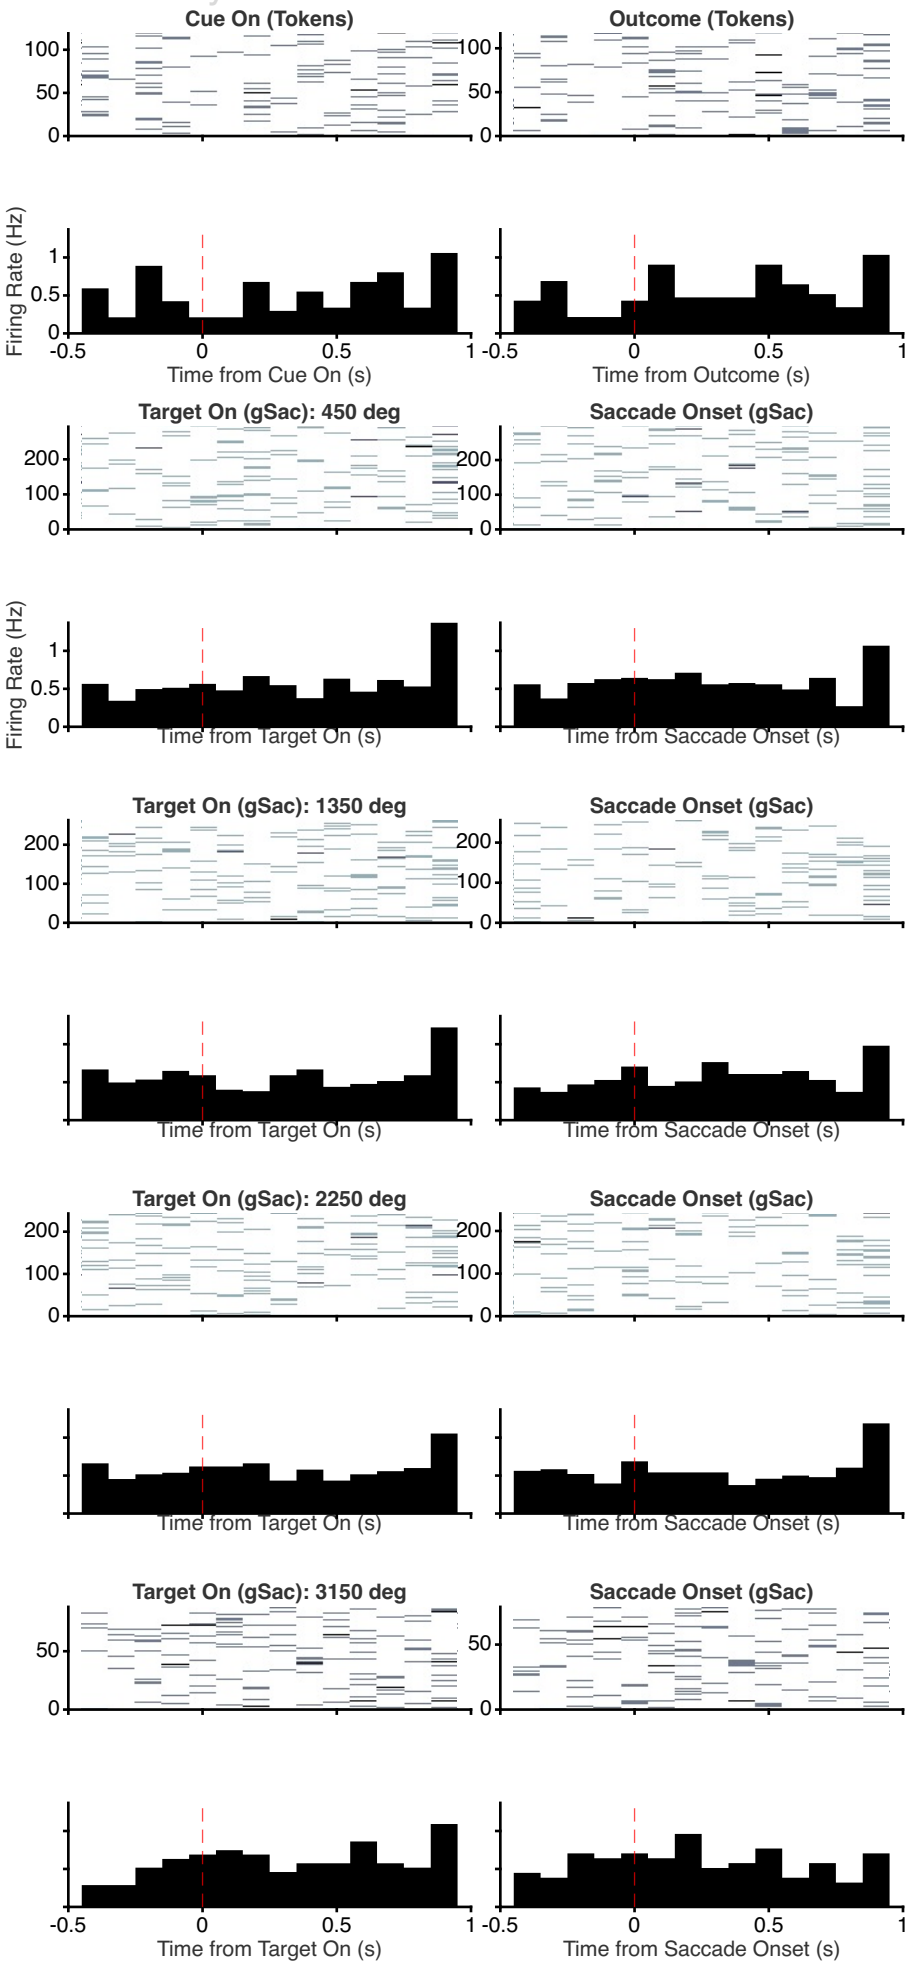 Cue On (Tokens)
Outcome (Tokens)
100
50
0
100
50
0
Firing Rate (Hz)
1
0.5
0
-0.5 0 0.5 1
-0.5 0 0.5 1
Time from Cue On (s)
Time from Outcome (s)
Target On (gSac): 450 deg
Saccade Onset (gSac)
200
100
0
200
100
0
Firing Rate (Hz)
1
0.5
0
Time from Target On (s)
Time from Saccade Onset (s)
Target On (gSac): 1350 deg
Saccade Onset (gSac)
200
100
0
200
100
0
Time from Target On (s)
Time from Saccade Onset (s)
Target On (gSac): 2250 deg
Saccade Onset (gSac)
200
100
0
200
100
0
Time from Target On (s)
Time from Saccade Onset (s)
Target On (gSac): 3150 deg
Saccade Onset (gSac)
50
0
50
0
-0.5 0 0.5 1
-0.5 0 0.5 1
Time from Target On (s)
Time from Saccade Onset (s)